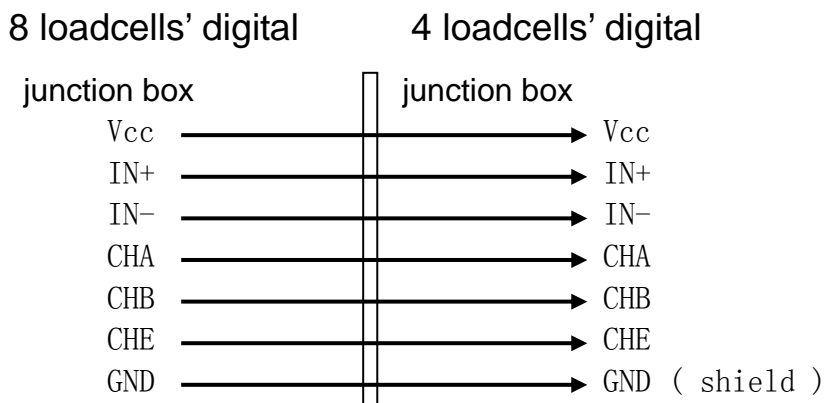 8 loadcells’ digital 4 loadcells’ digital
junction box junction box
Vcc Vcc
IN+ IN+
IN- IN-
CHA CHA
CHB CHB
CHE CHE
GND GND ( shield )